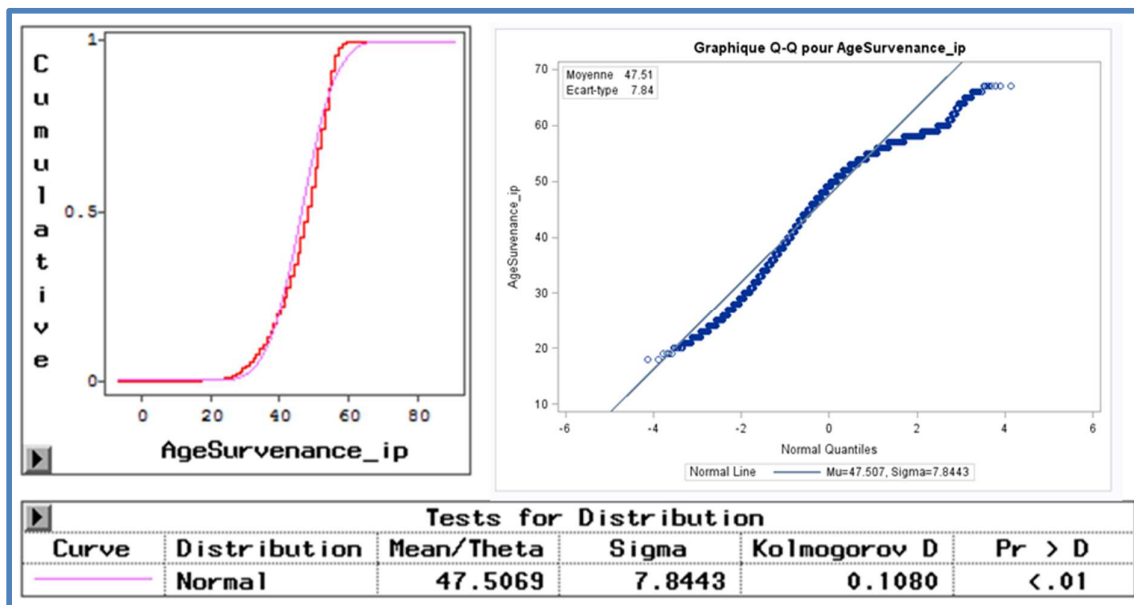 Cumulative
1
0.5
0
0 20 40 60 80
AgeSurvenance_ip
Graphique Q-Q pour AgeSurvenance_ip
Moyenne 47.51
Ecart-type 7.84
AgeSurvenance_ip
70
60
50
40
30
20
10
-6 -4 -2 0 2 4 6
Normal Quantiles
Normal Line Mu=47.507, Sigma=7.8443
Tests for Distribution
Curve Distribution Mean/Theta Sigma Kolmogorov D Pr > D
Normal 47.5069 7.8443 0.1080 <.01